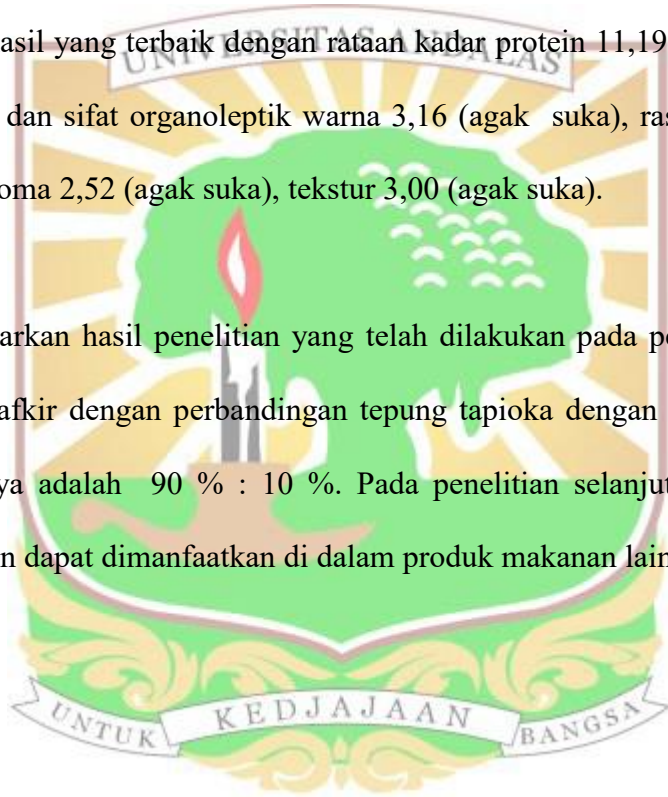 asil yang terbaik dengan rataan kadar protein 11,19
UNIVERSITAS ANDALAS
dan sifat organoleptik warna 3,16 (agak suka), ras
oma 2,52 (agak suka), tekstur 3,00 (agak suka).
arkan hasil penelitian yang telah dilakukan pada pe
afkir dengan perbandingan tepung tapioka dengan
ya adalah 90 % : 10 %. Pada penelitian selanjut
n dapat dimanfaatkan di dalam produk makanan lain
UNTUK KEDJAJAAN BANGSA